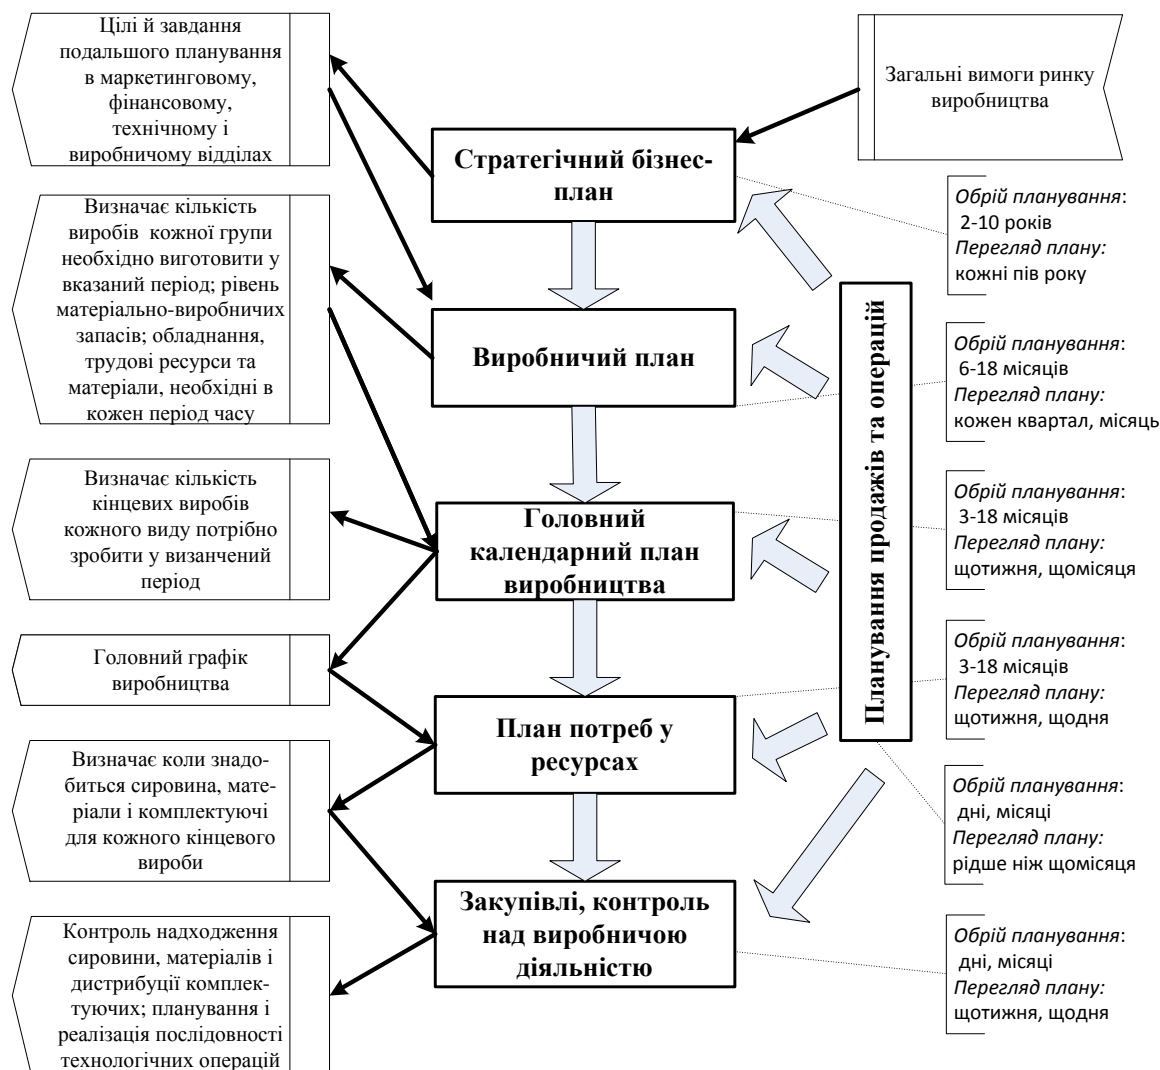 Цілі й завдання
подальшого планування
в маркетинговому,
фінансовому,
технічному і
виробничому відділах
Загальні вимоги ринку
виробництва
Стратегічний бізнес-
план
Обрій планування:
2-10 років
Перегляд плану:
кожні пів року
Визначає кількість
виробів кожної групи
необхідно виготовити у
вказаний період; рівень
матеріально-виробничих
запасів; обладнання,
трудові ресурси та
матеріали, необхідні в
кожен період часу
Виробничий план
Планування продажів та операцій
Обрій планування:
6-18 місяців
Перегляд плану:
кожен квартал, місяць
Визначає кількість
кінцевих виробів
кожного виду потрібно
зробити у визанчений
період
Головний
календарний план
виробництва
Обрій планування:
3-18 місяців
Перегляд плану:
щотижня, щомісяця
Головний графік
виробництва
Обрій планування:
3-18 місяців
Перегляд плану:
щотижня, щодня
План потреб у
ресурсах
Визначає коли знадо-
биться сировина, мате-
ріали і комплектуючі
для кожного кінцевого
вироби
Обрій планування:
дні, місяці
Перегляд плану:
рідше ніж щомісяця
Закупівлі, контроль
над виробничою
діяльністю
Контроль надходження
сировини, матеріалів і
дистрибуції комплек-
туючих; планування і
реалізація послідовності
технологічних операцій
Обрій планування:
дні, місяці
Перегляд плану:
щотижня, щодня